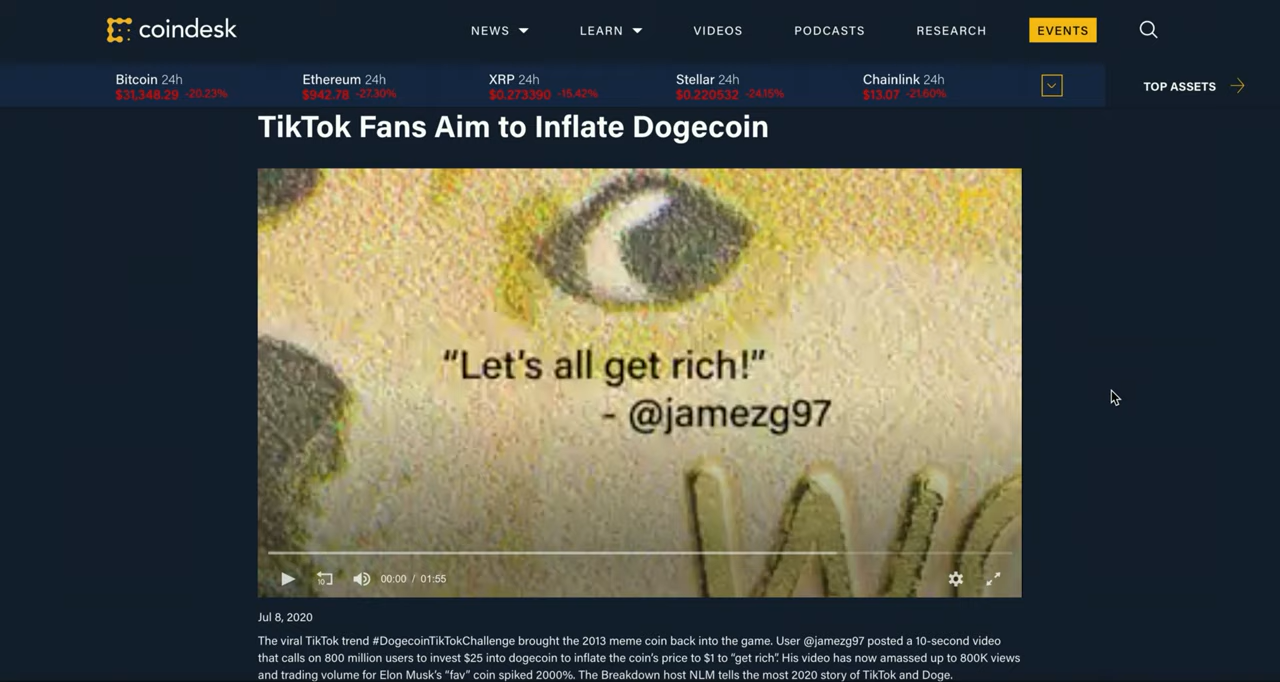 coindesk
NEWS LEARN VIDEOS PODCASTS RESEARCH EVENTS
Bitcoin 24h Ethereum 24h XRP 24h Stellar 24h Chainlink 24h
$31,348.29 -20.23% $942.78 -27.30% $0.273390 -15.42% $0.220532 -24.15% $13.07 -21.60%
TOP ASSETS
TikTok Fans Aim to Inflate Dogecoin
“Let's all get rich!”
- @jamezg97
WO
10
00:00 / 01:55
Jul 8, 2020
The viral TikTok trend #DogecoinTikTokChallenge brought the 2013 meme coin back into the game. User @jamezg97 posted a 10-second video
that calls on 800 million users to invest $25 into dogecoin to inflate the coin's price to $1 to “get rich”. His video has now amassed up to 800K views
and trading volume for Elon Musk's “fav” coin spiked 2000%. The Breakdown host NLM tells the most 2020 story of TikTok and Doge.